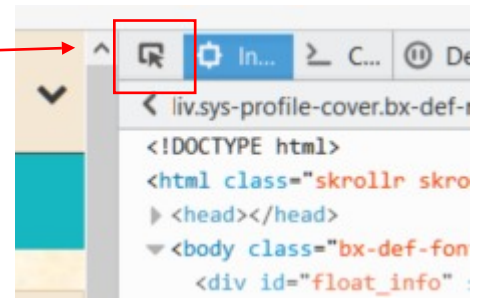 In... C... De
liv.sys-profile-cover.bx-def-
<!DOCTYPE html>
<html class="skrollr skro
<head></head>
<body class="bx-def-fon
<div id="float_info"